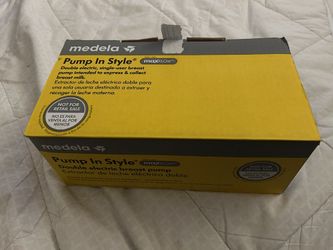 medela
Pump In Style®
maxflow™
Double electric, single-user breast
pump intended to express & collect
breast milk.
Extractor de leche eléctrico doble para
una sola usuaria destinado a extraer y
recoger la leche materna.
NOT FOR
RETAIL SALE
NO ES PARA
VENTA AL POR
MENOR
medela
Pump In Style®
maxflow™
Double electric breast pump
Extractor de leche eléctrico doble